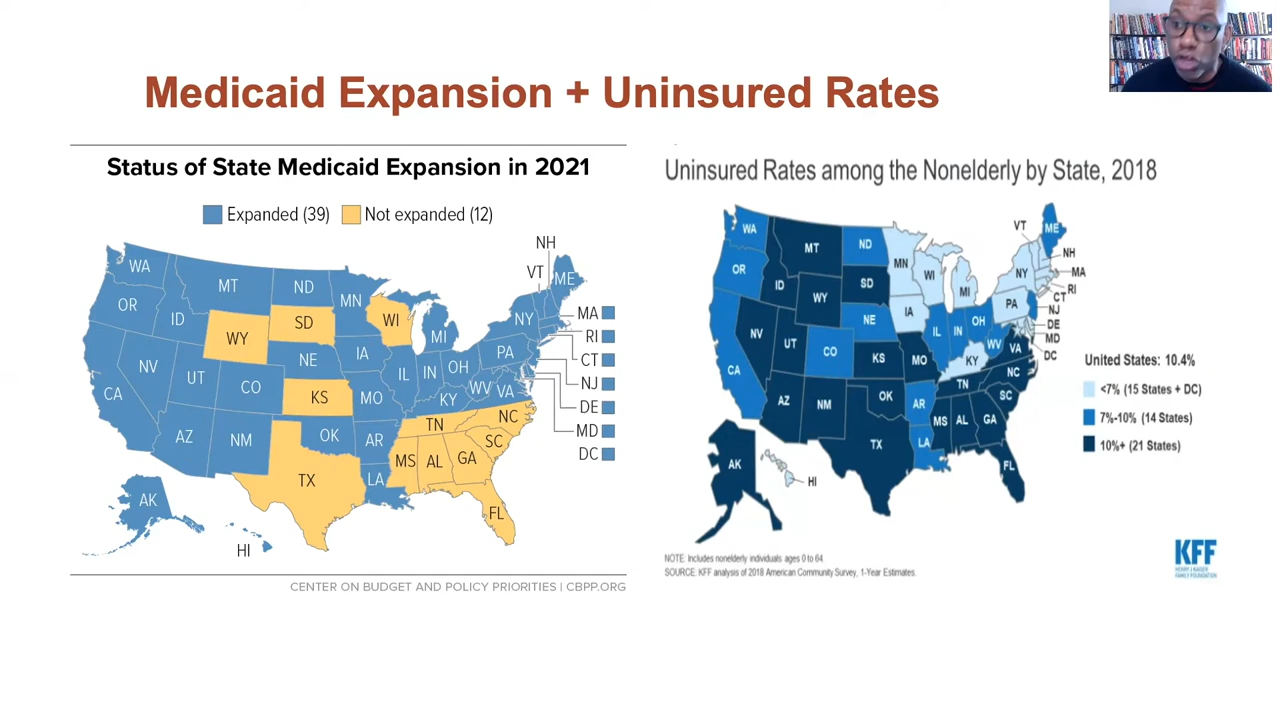 Medicaid Expansion + Uninsured Rates
Status of State Medicaid Expansion in 2021
Expanded (39) Not expanded (12)
NH
WA
VT
ME
MT
ND
MN
OR
ID
WY
SD
WI
NY
MA
MI
RI
NV
UT
NE
IA
PA
CT
CO
IL
IN
OH
NJ
CA
KS
MO
WV
VA
DE
KY
AZ
NM
OK
AR
TN
NC
MD
SC
DC
TX
MS
AL
GA
LA
AK
FL
HI
CENTER ON BUDGET AND POLICY PRIORITIES | CBPP.ORG
Uninsured Rates among the Nonelderly by State, 2018
WA
MT
ND
VT
ME
OR
MN
NH
ID
SD
WI
NY
MA
WY
MI
RI
CT
NE
IA
PA
NJ
NV
UT
CO
IL
IN
OH
DE
WV
VA
MD
DC
CA
KS
MO
KY
NC
AZ
NM
OK
AR
TN
SC
TX
LA
MS
AL
GA
AK
HI
FL
United States: 10.4%
<7% (15 States + DC)
7%-10% (14 States)
10%+ (21 States)
NOTE: Includes nonelderly individuals ages 0 to 64.
SOURCE: KFF analysis of 2018 American Community Survey, 1-Year Estimates.
KFF
HENRY J KAISER
FAMILY FOUNDATION